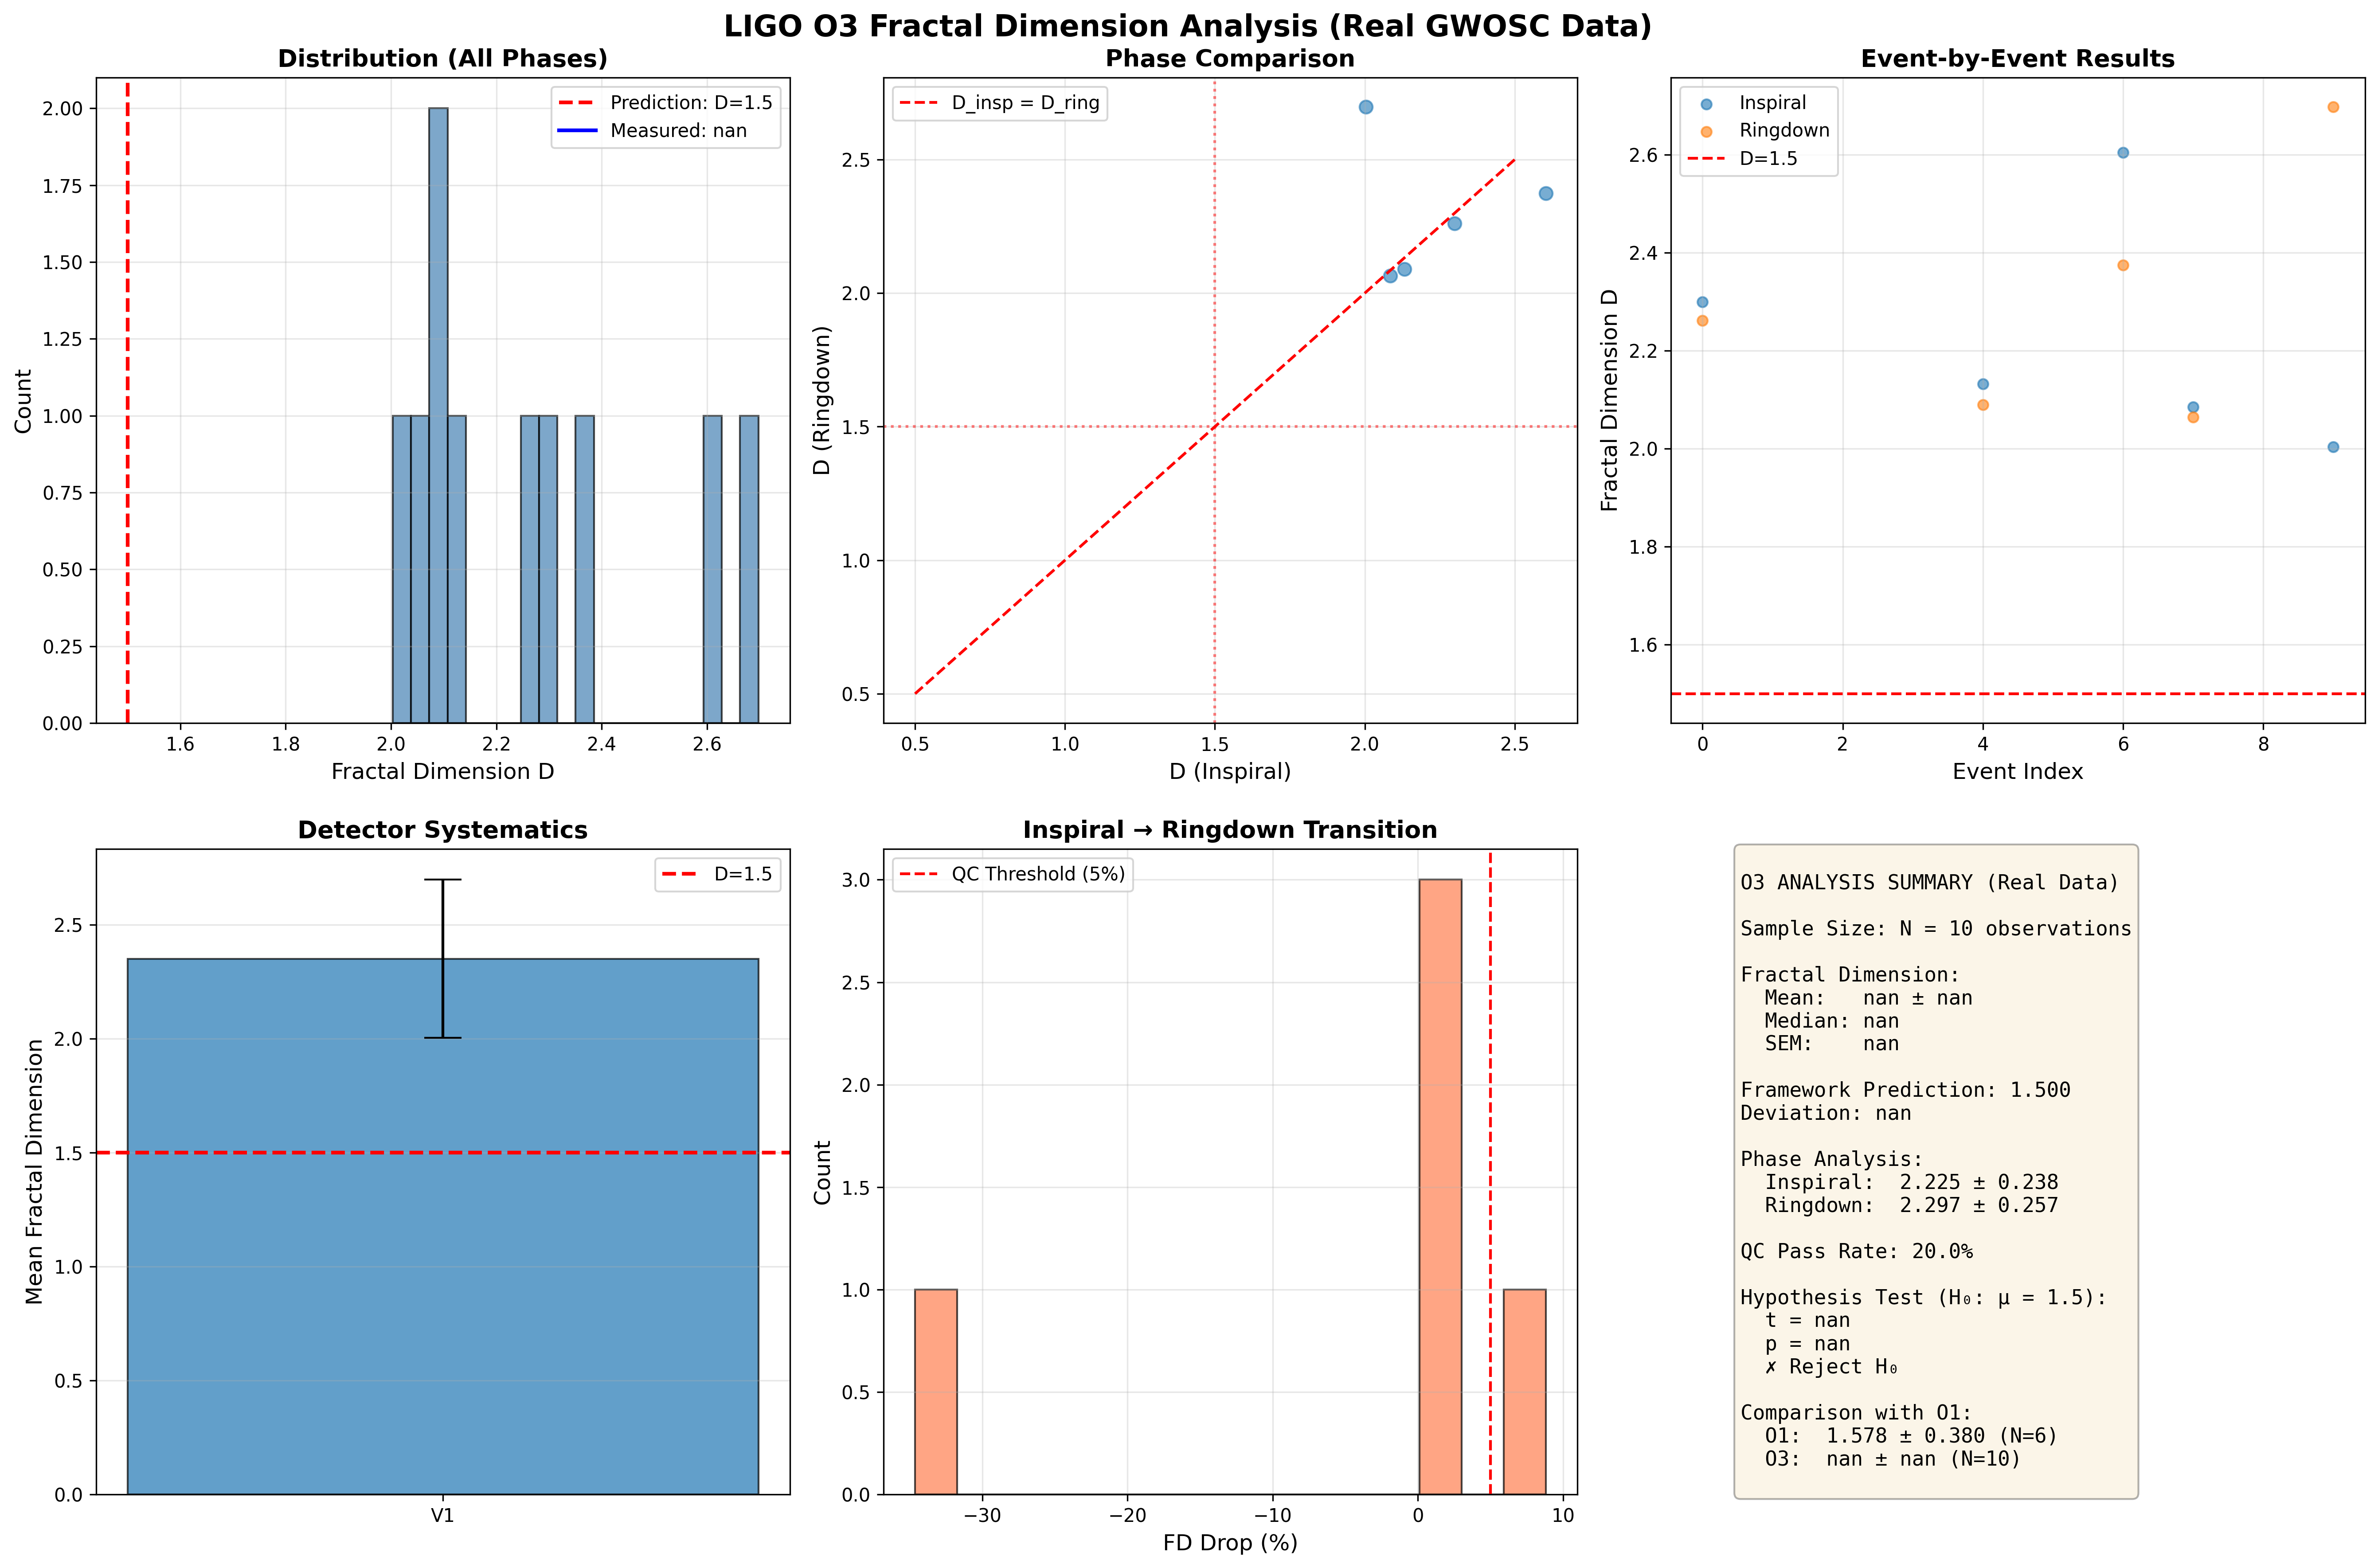 LIGO O3 Fractal Dimension Analysis (Real GWOSC Data)
Distribution (All Phases)
Prediction: D=1.5
Measured: nan
Count
2.00
1.75
1.50
1.25
1.00
0.75
0.50
0.25
0.00
1.6
1.8
2.0
2.2
2.4
2.6
Fractal Dimension D
Phase Comparison
D_insp = D_ring
D (Ringdown)
2.5
2.0
1.5
1.0
0.5
0.5
1.0
1.5
2.0
2.5
D (Inspiral)
Event-by-Event Results
Inspiral
Ringdown
D=1.5
Fractal Dimension D
2.6
2.4
2.2
2.0
1.8
1.6
0
2
4
6
8
Event Index
Detector Systematics
D=1.5
Mean Fractal Dimension
2.5
2.0
1.5
1.0
0.5
0.0
V1
Inspiral → Ringdown Transition
QC Threshold (5%)
Count
3.0
2.5
2.0
1.5
1.0
0.5
0.0
−30
−20
−10
0
10
FD Drop (%)
O3 ANALYSIS SUMMARY (Real Data)
Sample Size: N = 10 observations
Fractal Dimension:
Mean:   nan ± nan
Median: nan
SEM:    nan
Framework Prediction: 1.500
Deviation: nan
Phase Analysis:
Inspiral:  2.225 ± 0.238
Ringdown:  2.297 ± 0.257
QC Pass Rate: 20.0%
Hypothesis Test (H₀: μ = 1.5):
t = nan
p = nan
✗ Reject H₀
Comparison with O1:
O1:  1.578 ± 0.380 (N=6)
O3:  nan ± nan (N=10)